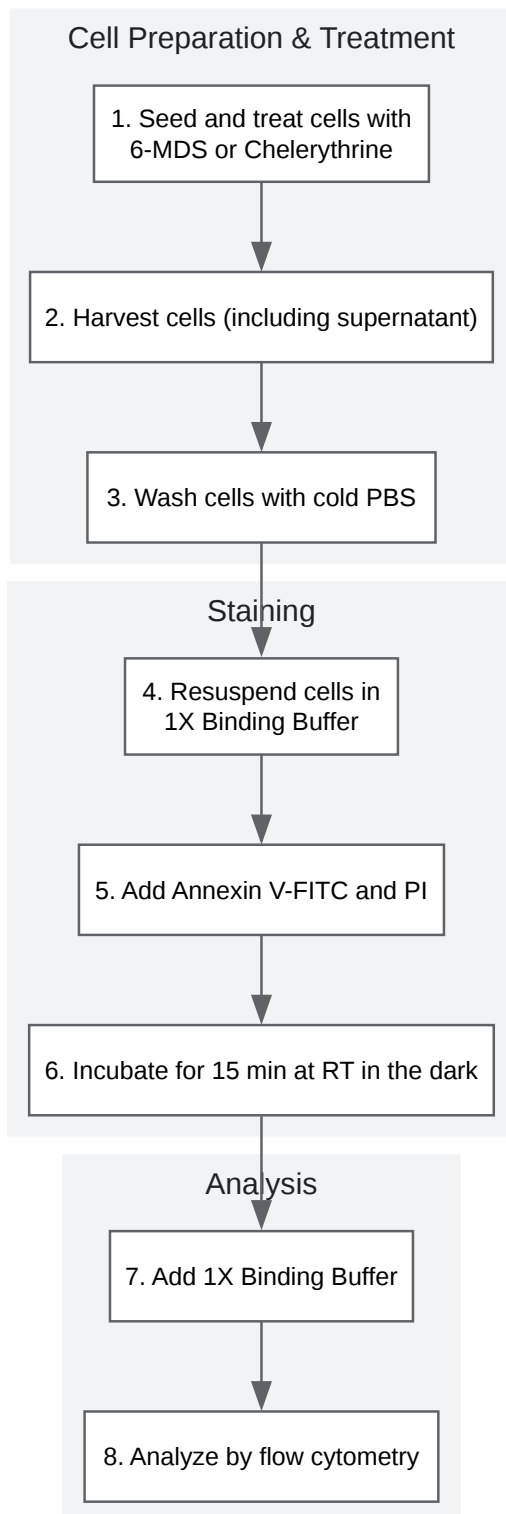 Cell Preparation & Treatment
1. Seed and treat cells with
6-MDS or Chelerythrine
2. Harvest cells (including supernatant)
3. Wash cells with cold PBS
Staining
4. Resuspend cells in
1X Binding Buffer
5. Add Annexin V-FITC and PI
6. Incubate for 15 min at RT in the dark
Analysis
7. Add 1X Binding Buffer
8. Analyze by flow cytometry